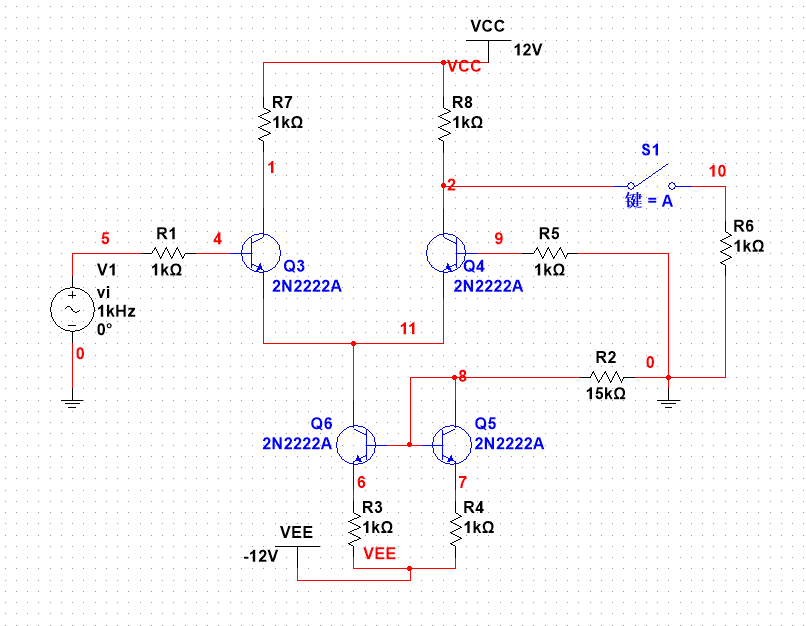 VCC
12V
VCC
R7
1kΩ
R8
1kΩ
S1
1
2
10
键 = A
5
R1
4
9
R5
R6
1kΩ
1kΩ
1kΩ
V1
vi
1kHz
0°
Q3
2N2222A
Q4
2N2222A
11
0
R2
0
8
15kΩ
Q6
2N2222A
Q5
2N2222A
6
7
R3
1kΩ
R4
1kΩ
VEE
-12V
VEE